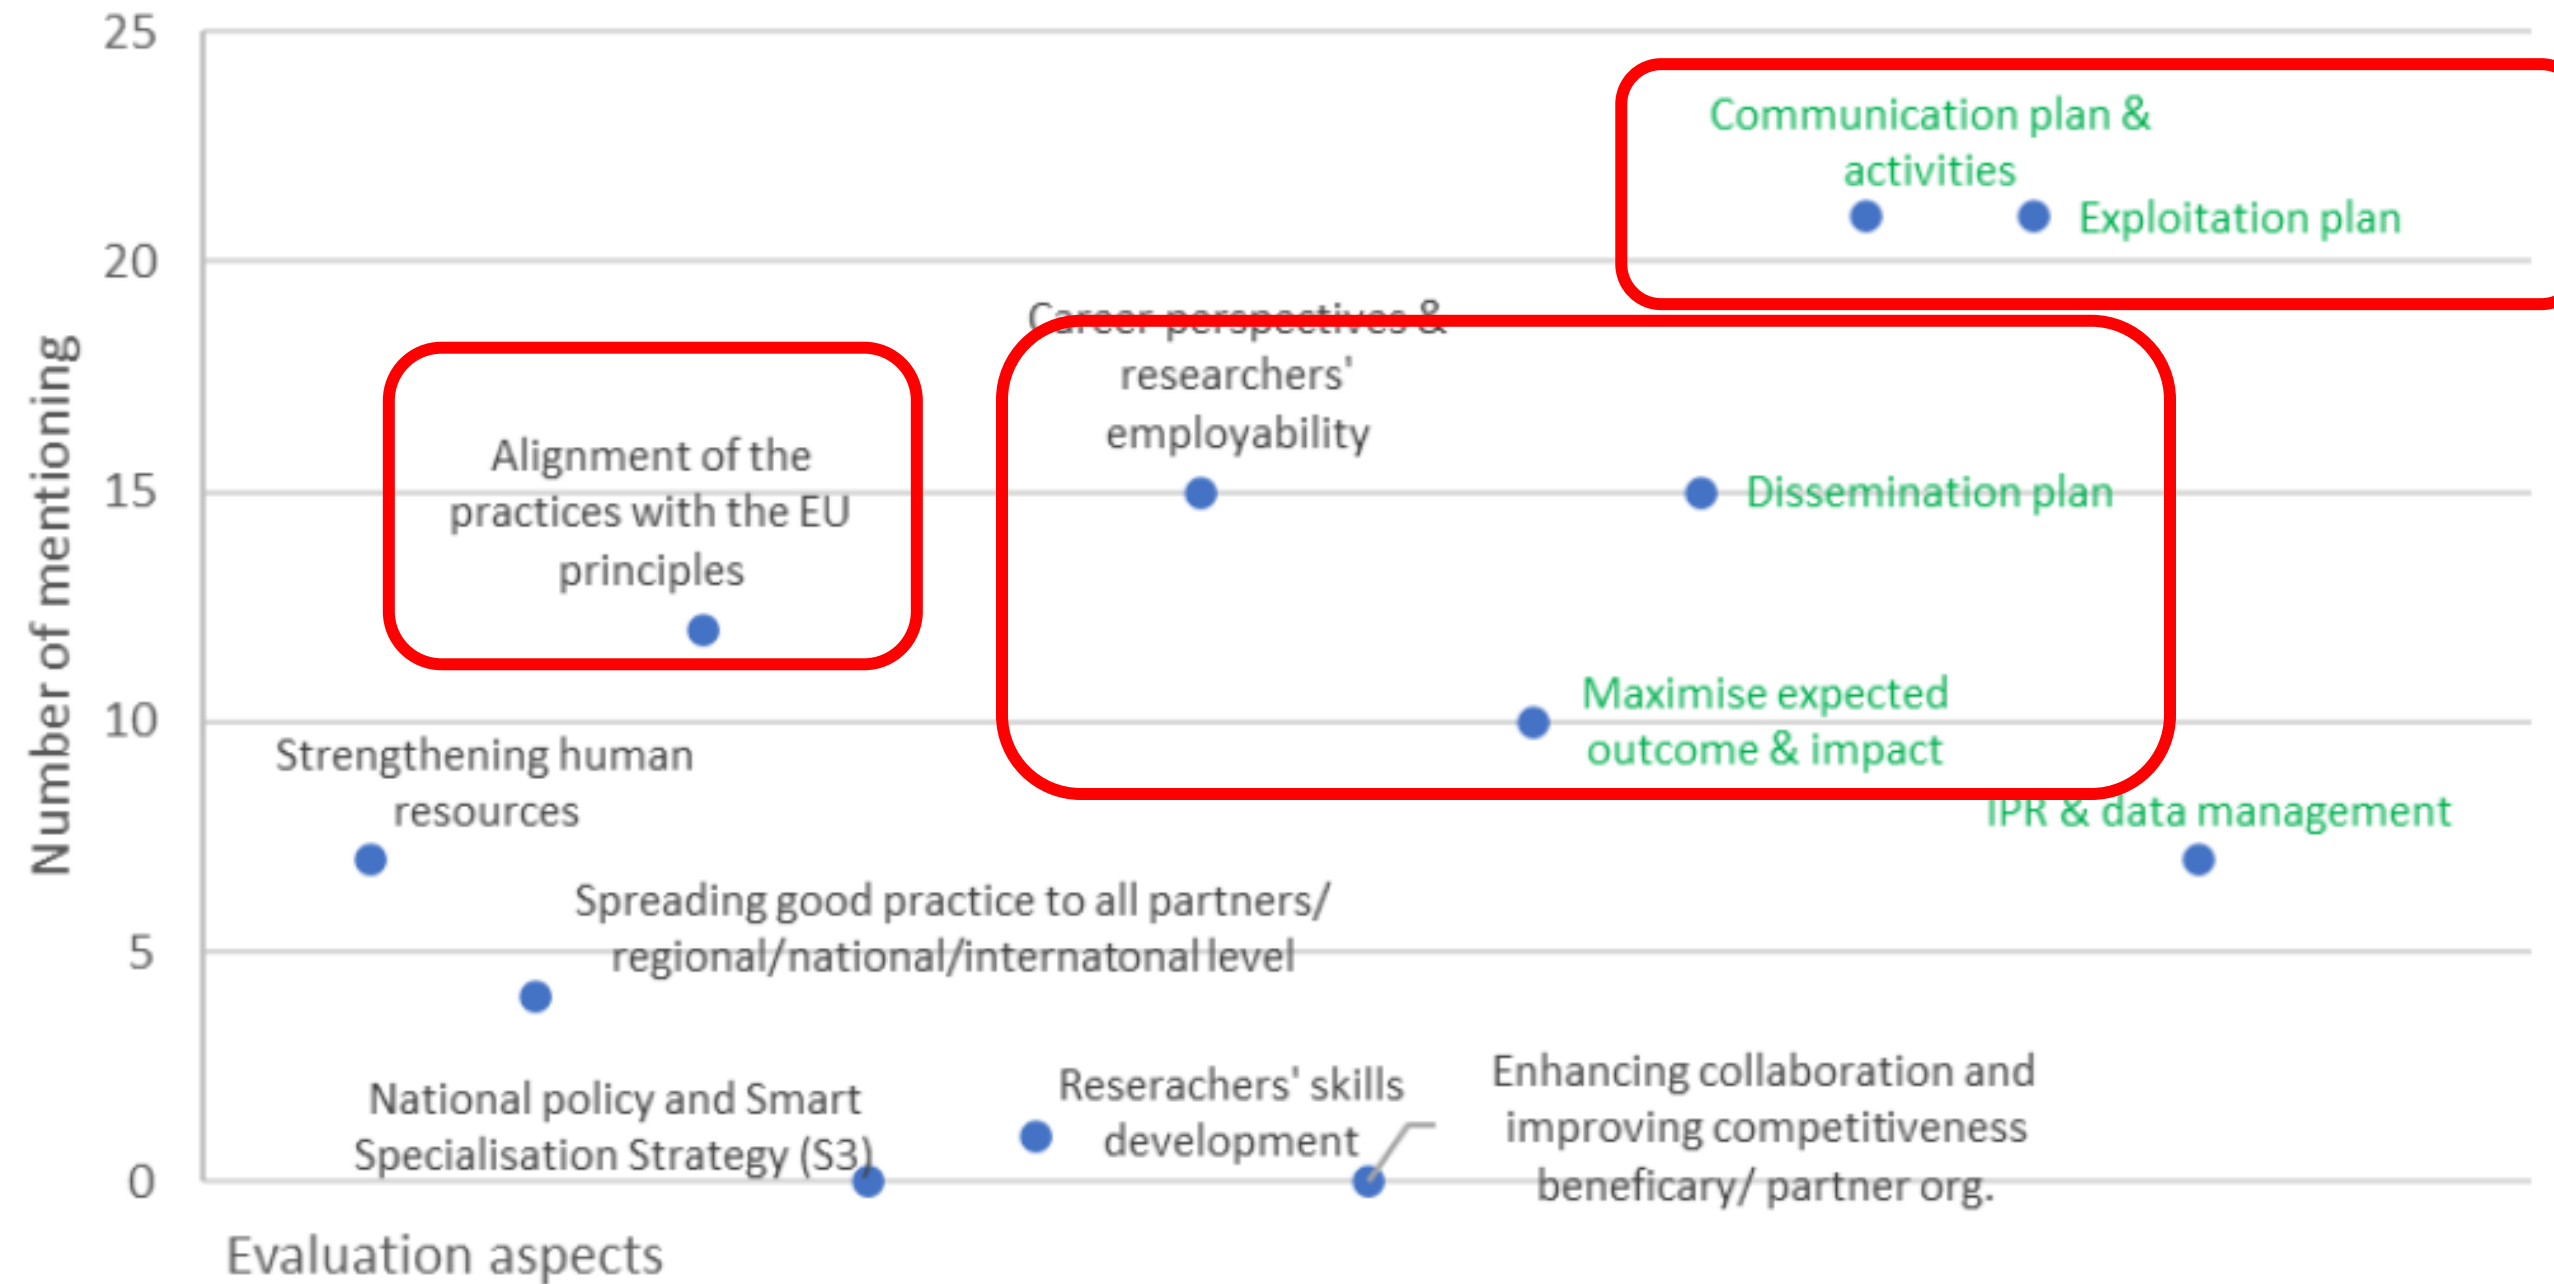 25
Communication plan &
activities
Exploitation plan
20
Career perspectives &
researchers'
employability
Number of mentioning
Alignment of the
practices with the EU
principles
15
Dissemination plan
10
Maximise expected
outcome & impact
Strengthening human
resources
IPR & data management
Spreading good practice to all partners/
regional/national/internatonal level
5
National policy and Smart
Specialisation Strategy (S3)
Reserachers' skills
development
Enhancing collaboration and
improving competitiveness
beneficary/ partner org.
0
Evaluation aspects